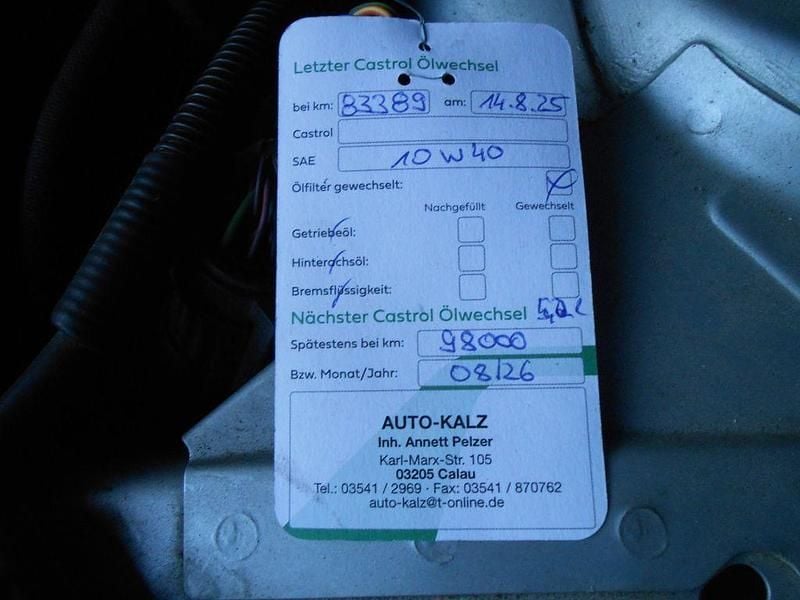 Letzter Castrol Ölwechsel
bei km: 83389 am: 14.8.25
Castrol
SAE 10 W 40
Ölfilter gewechselt:
Nachgefüllt Gewechselt
Getriebeöl:
Hinterachsöl:
Bremsflüssigkeit:
Nächster Castrol Ölwechsel
Spätestens bei km: 98000
Bzw. Monat/Jahr: 08/26
AUTO-KALZ
Inh. Annett Pelzer
Karl-Marx-Str. 105
03205 Calau
Tel.: 03541 / 2969 · Fax: 03541 / 870762
auto-kalz@t-online.de